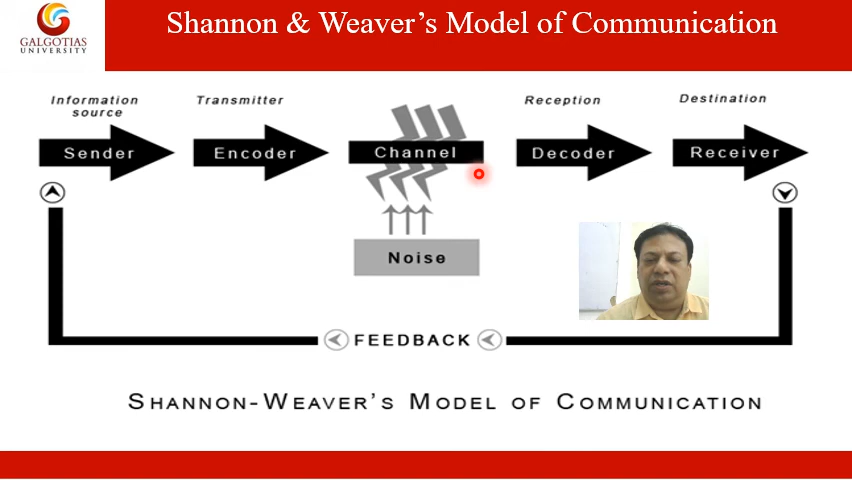 Shannon & Weaver's Model of Communication
GALGOTIAS
UNIVERSITY
Information
source
Transmitter
Reception
Destination
Sender
Encoder
Channel
Decoder
Receiver
Noise
FEEDBACK
SHANNON-WEAVER'S MODEL OF COMMUNICATION